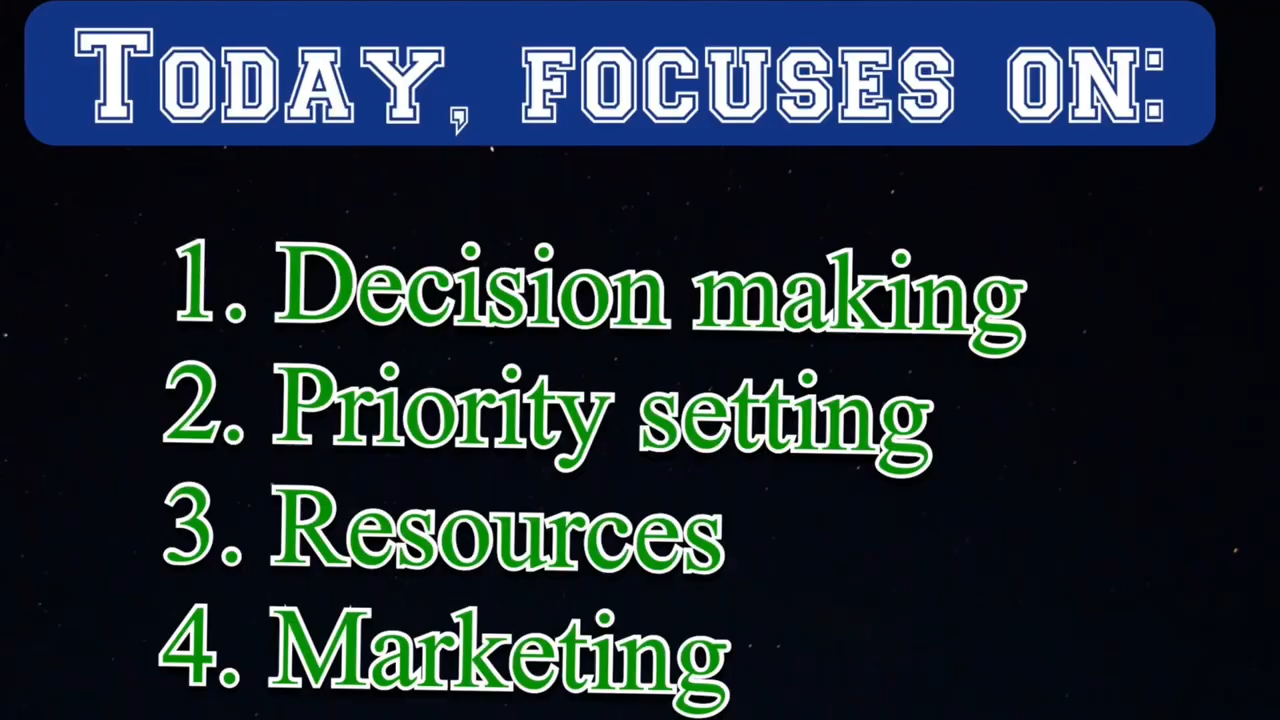 Today, focuses on:
1. Decision making
2. Priority setting
3. Resources
4. Marketing